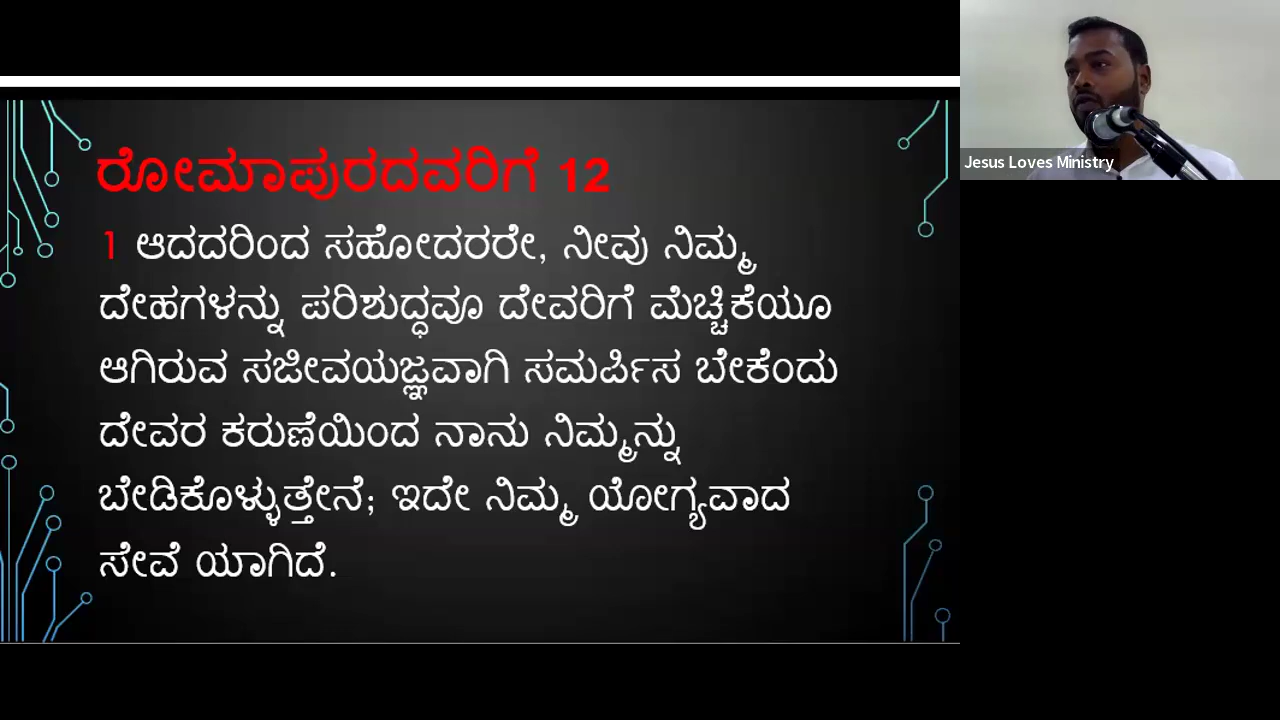 ರೋಮಾಪುರದವರಿಗೆ 12
1 ಆದದರಿಂದ ಸಹೋದರರೇ, ನೀವು ನಿಮ್ಮ
ದೇಹಗಳನ್ನು ಪರಿಶುದ್ಧವೂ ದೇವರಿಗೆ ಮೆಚ್ಚಿಕೆಯೂ
ಆಗಿರುವ ಸಜೀವಯಜ್ಞವಾಗಿ ಸಮರ್ಪಿಸ ಬೇಕೆಂದು
ದೇವರ ಕರುಣೆಯಿಂದ ನಾನು ನಿಮ್ಮನ್ನು
ಬೇಡಿಕೊಳ್ಳುತ್ತೇನೆ; ಇದೇ ನಿಮ್ಮ ಯೋಗ್ಯವಾದ
ಸೇವೆ ಯಾಗಿದೆ.
Jesus Loves Ministry